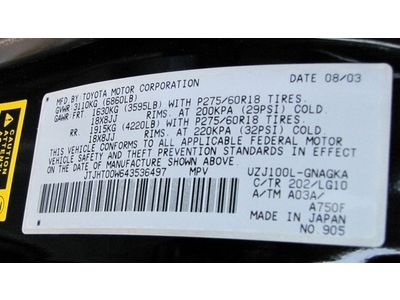 MFD BY: TOYOTA MOTOR CORPORATION DATE 08/03
GVWR 3110KG (6860LB)
GAWR FRT 1630KG (3595LB) WITH P275/60R18 TIRES,
18X8JJ RIMS, AT 200KPA (29PSI) COLD.
RR 1915KG (4220LB) WITH P275/60R18 TIRES,
18X8JJ RIMS, AT 220KPA (32PSI) COLD.
THIS VEHICLE CONFORMS TO ALL APPLICABLE FEDERAL MOTOR
VEHICLE SAFETY AND
THEFT PREVENTION STANDARDS IN EFFECT ON THE DATE OF
MANUFACTURE SHOWN ABOVE.
JTJHT00W643536497 MPV
UZJ100L-GNAGKA
C/TR 202/LG10
A/TM A03A/
A750F
MADE IN JAPAN
NO. 905
CAUTION